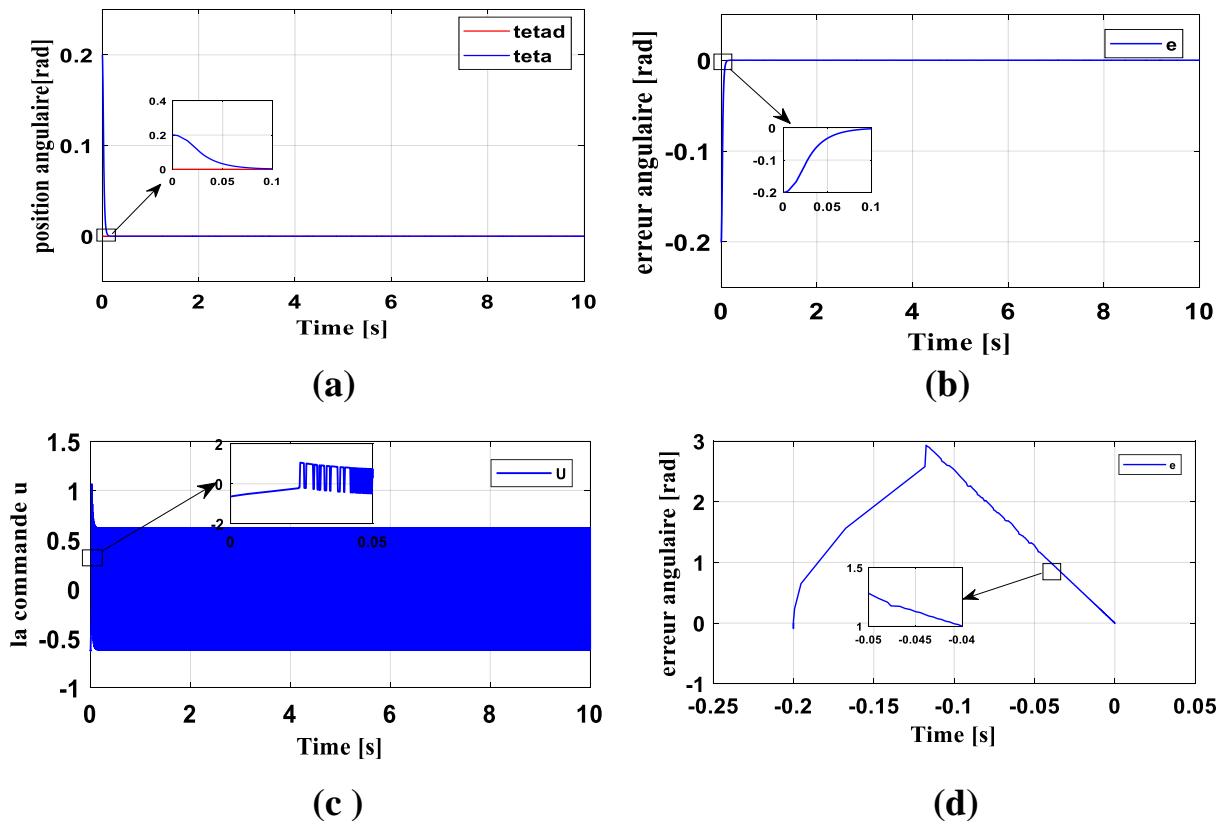 position angulaire[rad]
0.2
0.1
0
tetad
teta
0.4
0.2
0
0 0.05 0.1
0 2 4 6 8 10
Time [s]
(a)
erreur angulaire [rad]
0
-0.1
-0.2
e
0
-0.1
-0.2
0 0.05 0.1
0 2 4 6 8 10
Time [s]
(b)
la commande u
1.5
1
0.5
0
-0.5
-1
U
2
0
-2
0 0.05
0 2 4 6 8 10
Time [s]
(c )
erreur angulaire [rad]
3
2
1
0
-1
e
1.5
1
-0.05 -0.045 -0.04
-0.25 -0.2 -0.15 -0.1 -0.05 0 0.05
Time [s]
(d)